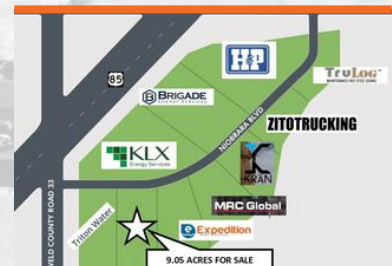 85
H&P
TruLog
BRIGADE
ENERGY SERVICES
ZITOTRUCKING
NIOBRARA BLVD
KLX
Energy Services
KRAN
MRC Global
WELD COUNTY ROAD 33
Triton Water
Expedition
9.05 ACRES FOR SALE